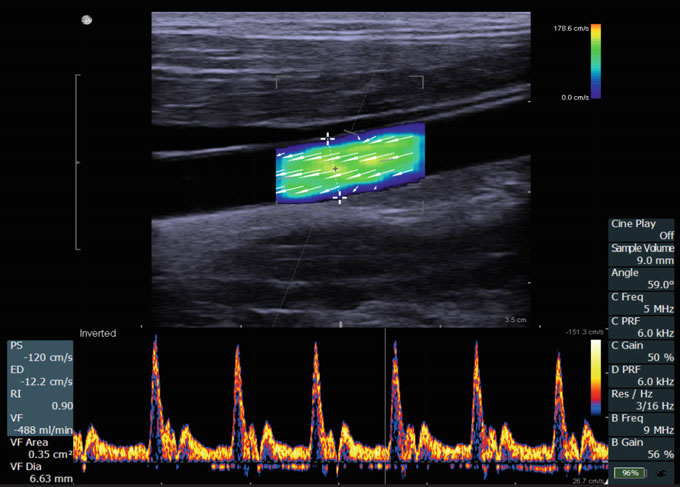 178.6 cm/s
0.0 cm/s
3.5 cm
Inverted
-151.3 cm/s
26.7 cm/s
PS
-120 cm/s
ED
-12.2 cm/s
RI
0.90
VF
-488 ml/min
VF Area
0.35 cm²
VF Dia
6.63 mm
Cine Play
Off
Sample Volume
9.0 mm
Angle
59.0°
C Freq
5 MHz
C PRF
6.0 kHz
C Gain
50 %
D PRF
6.0 kHz
Res / Hz
3/16 Hz
B Freq
9 MHz
B Gain
56 %
96%